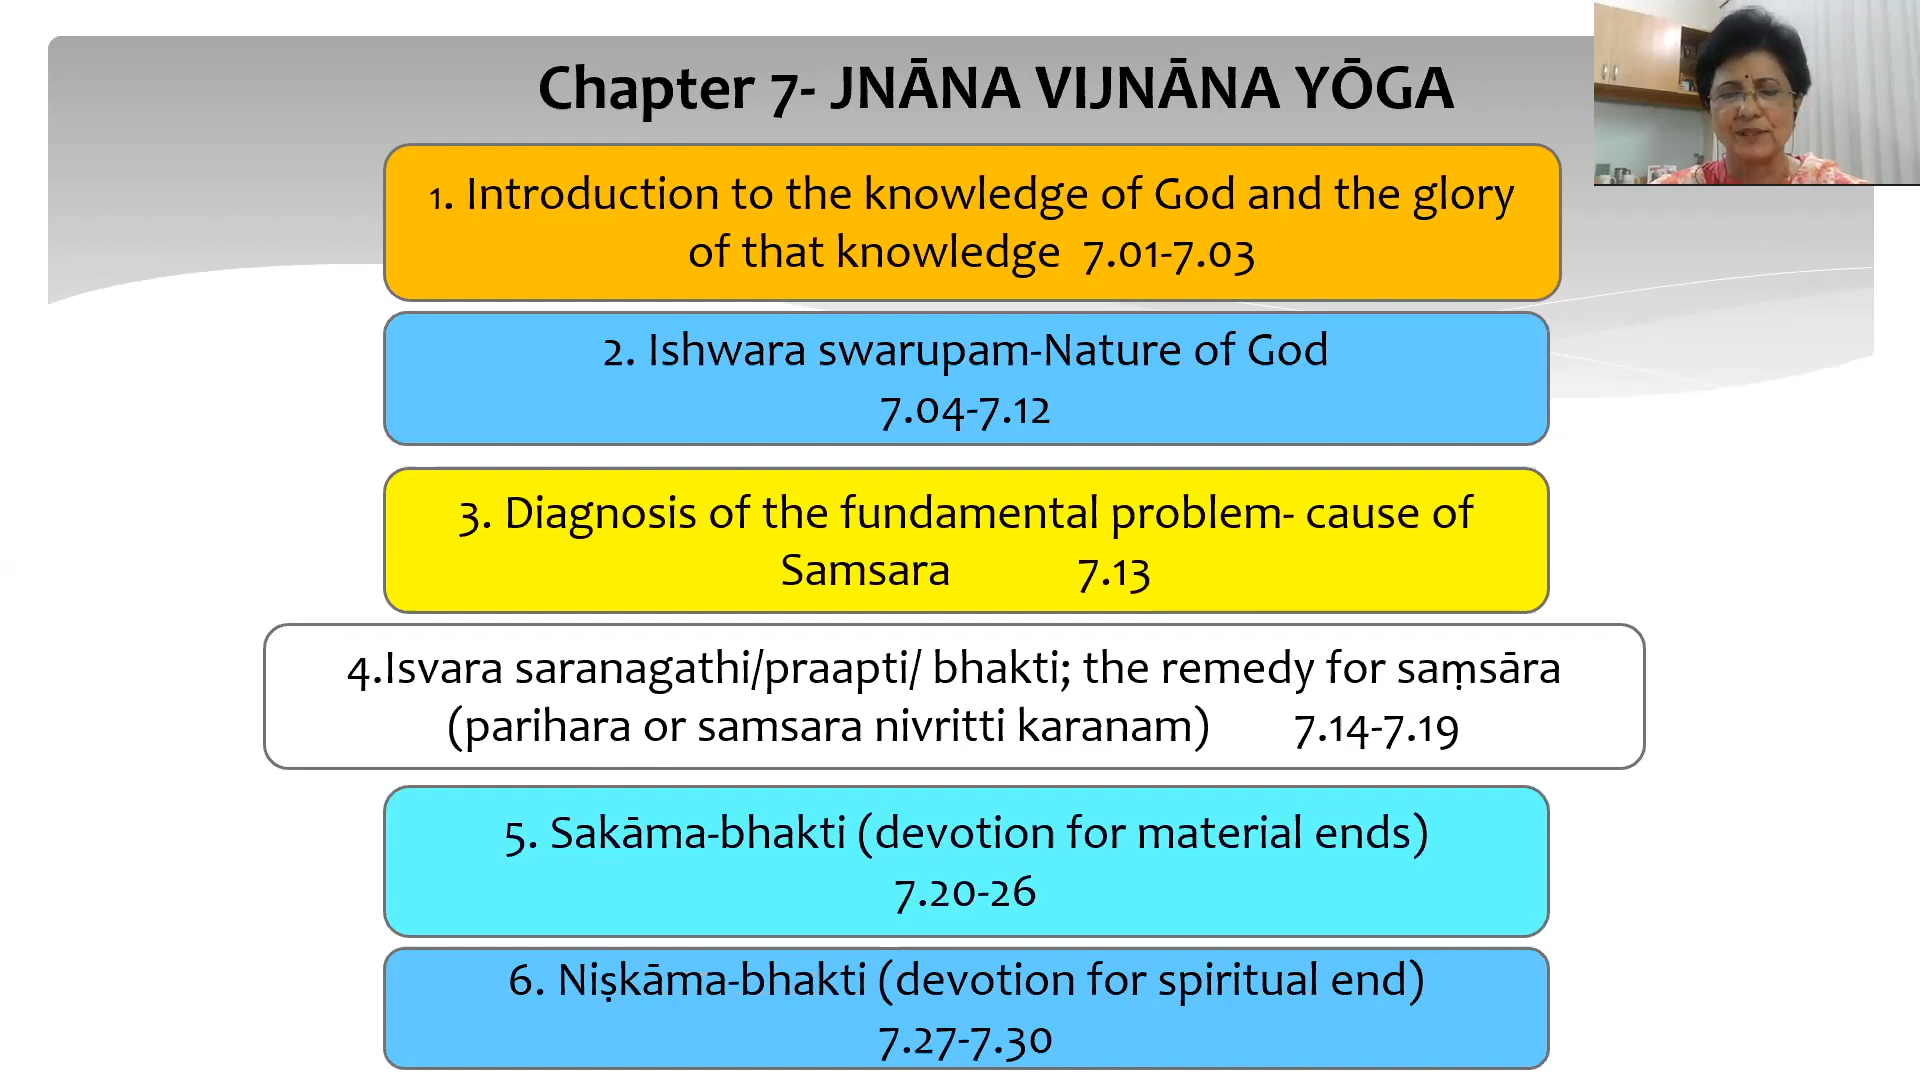 Chapter 7- JNĀNA VIJNĀNA YŌGA
1. Introduction to the knowledge of God and the glory
of that knowledge 7.01-7.03
2. Ishwara swarupam-Nature of God
7.04-7.12
3. Diagnosis of the fundamental problem- cause of
Samsara 7.13
4.Isvara saranagathi/praapti/ bhakti; the remedy for saṃsāra
(parihara or samsara nivritti karanam) 7.14-7.19
5. Sakāma-bhakti (devotion for material ends)
7.20-26
6. Niṣkāma-bhakti (devotion for spiritual end)
7.27-7.30